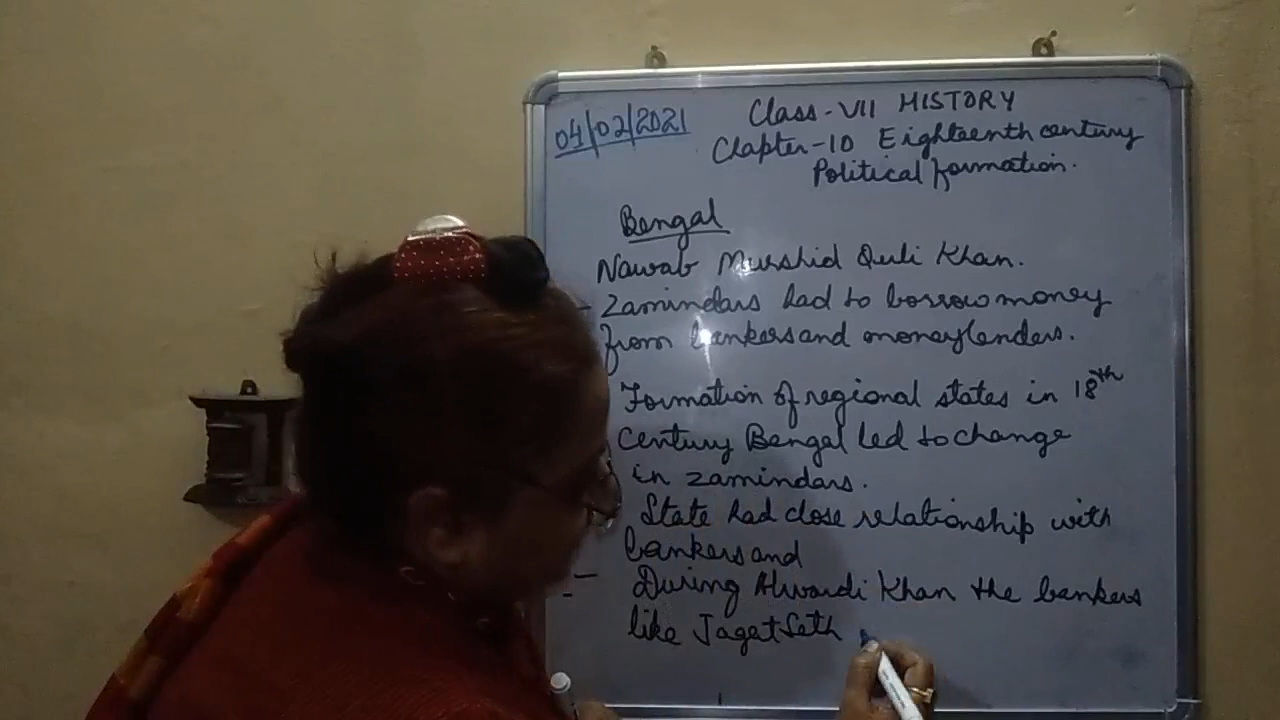 04/02/2021
Class-VII HISTORY
Chapter-10 Eighteenth century
Political formation.
Bengal
Nawab Murshid Quli Khan.
- Zamindars had to borrow money
from bankers and moneylenders.
Formation of regional states in 18th
Century Bengal led to change
in zamindars.
State had close relationship with
bankers and
- During Alivardi Khan the bankers
like Jagat Seth